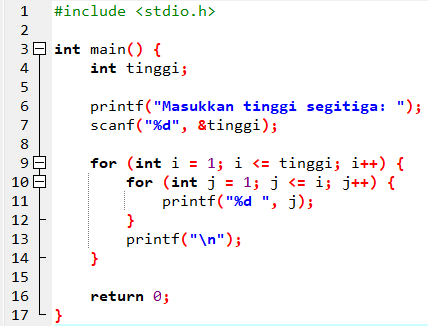 1 #include <stdio.h>
2
3 int main() {
4     int tinggi;
5
6     printf("Masukkan tinggi segitiga: ");
7     scanf("%d", &tinggi);
8
9     for (int i = 1; i <= tinggi; i++) {
10         for (int j = 1; j <= i; j++) {
11             printf("%d ", j);
12         }
13         printf("\n");
14     }
15
16     return 0;
17 }